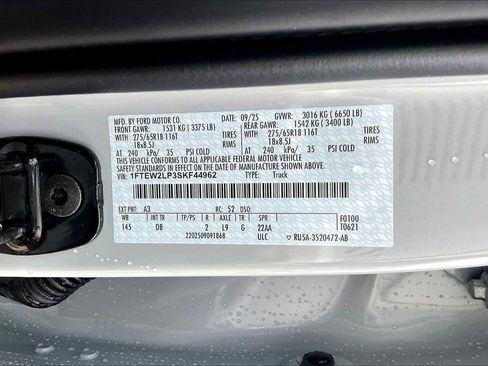 MFD. BY FORD MOTOR CO. 09/25 GVWR: 3016 KG ( 6650 LB)
FRONT GAWR: 1531 KG ( 3375 LB) REAR GAWR: 1542 KG ( 3400 LB)
WITH 275/65R18 116T TIRES WITH 275/65R18 116T TIRES
18x8.5J RIMS 18x8.5J RIMS
AT 240 kPa/ 35 PSI COLD AT 240 kPa/ 35 PSI COLD
THIS VEHICLE CONFORMS TO ALL APPLICABLE FEDERAL MOTOR VEHICLE
SAFETY STANDARDS IN EFFECT ON THE DATE OF MANUFACTURE SHOWN ABOVE.
VIN: 1FTEW2LP3SKF44962 TYPE: Truck
EXT PNT: A3 RC: 52 DSO:
WB INT TR TP/PS R AXLE TR SPR F0100
145 DB 2 L9 G 22AA T0621
2202509091868 ULC RU5A-3520472-AB